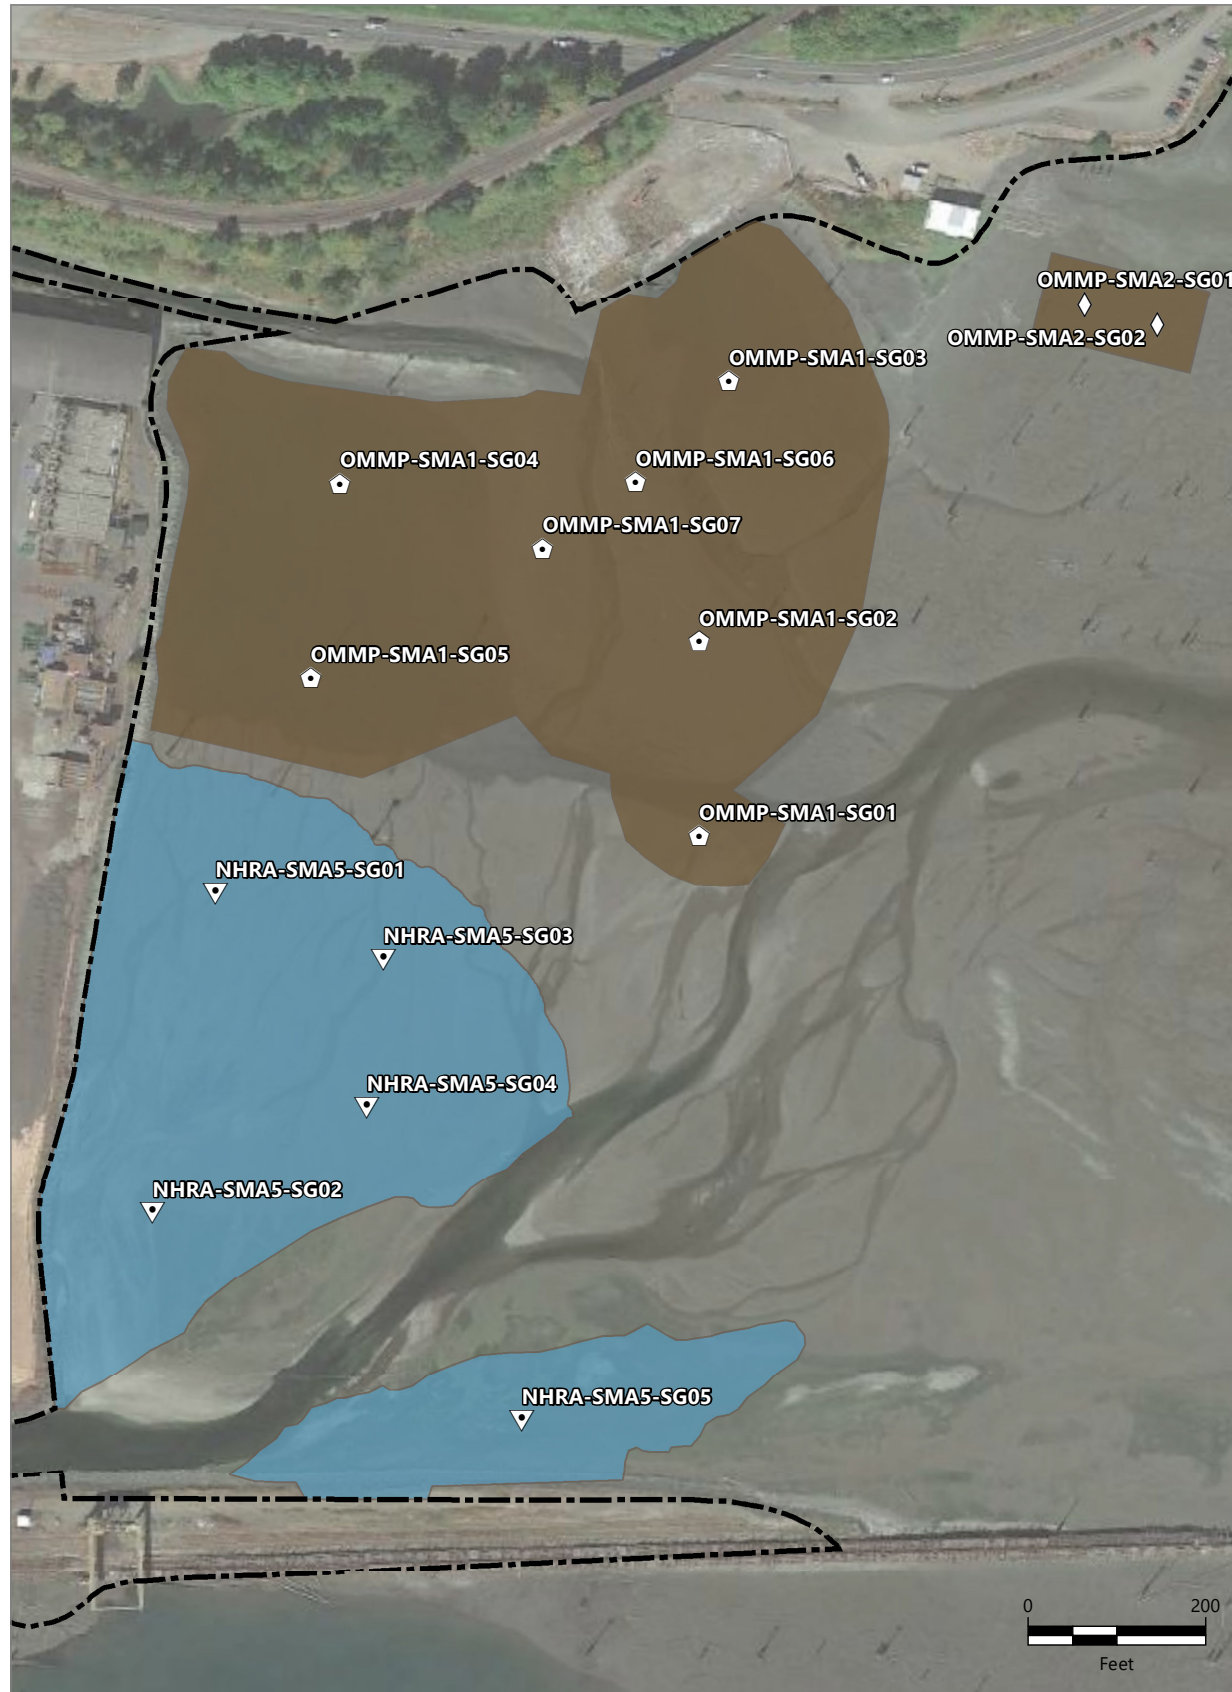 OMMP-SMA2-SG01
OMMP-SMA2-SG02
OMMP-SMA1-SG03
OMMP-SMA1-SG04
OMMP-SMA1-SG06
OMMP-SMA1-SG07
OMMP-SMA1-SG02
OMMP-SMA1-SG05
OMMP-SMA1-SG01
NHRA-SMA5-SG01
NHRA-SMA5-SG03
NHRA-SMA5-SG04
NHRA-SMA5-SG02
NHRA-SMA5-SG05
0 200
Feet